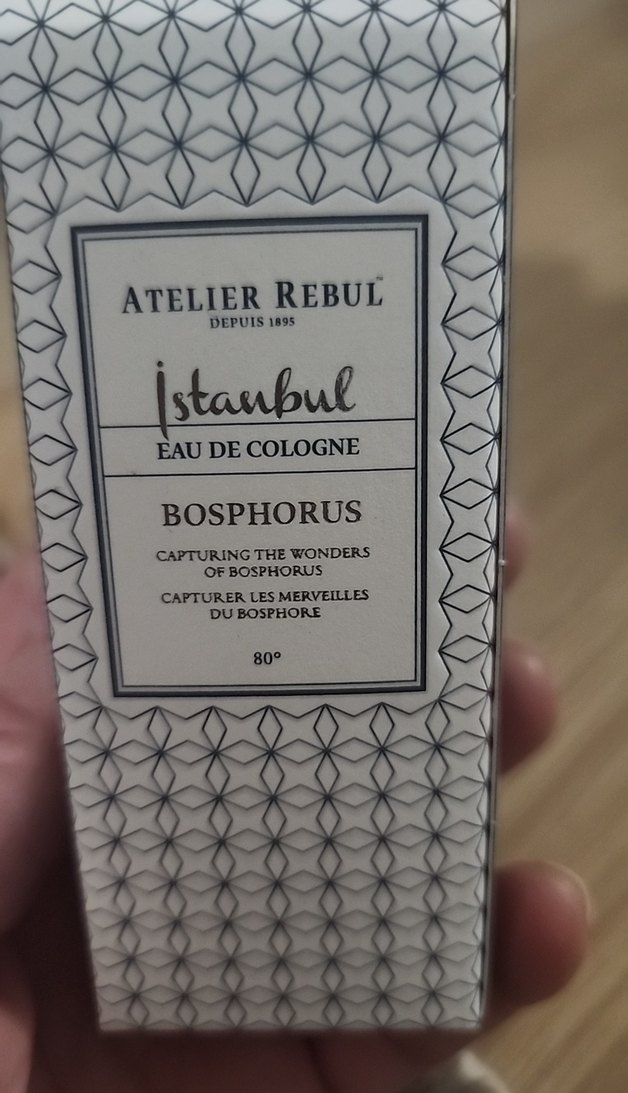 ATELIER REBUL™
DEPUIS 1895
İstanbul
EAU DE COLOGNE
BOSPHORUS
CAPTURING THE WONDERS
OF BOSPHORUS
CAPTURER LES MERVEILLES
DU BOSPHORE
80°